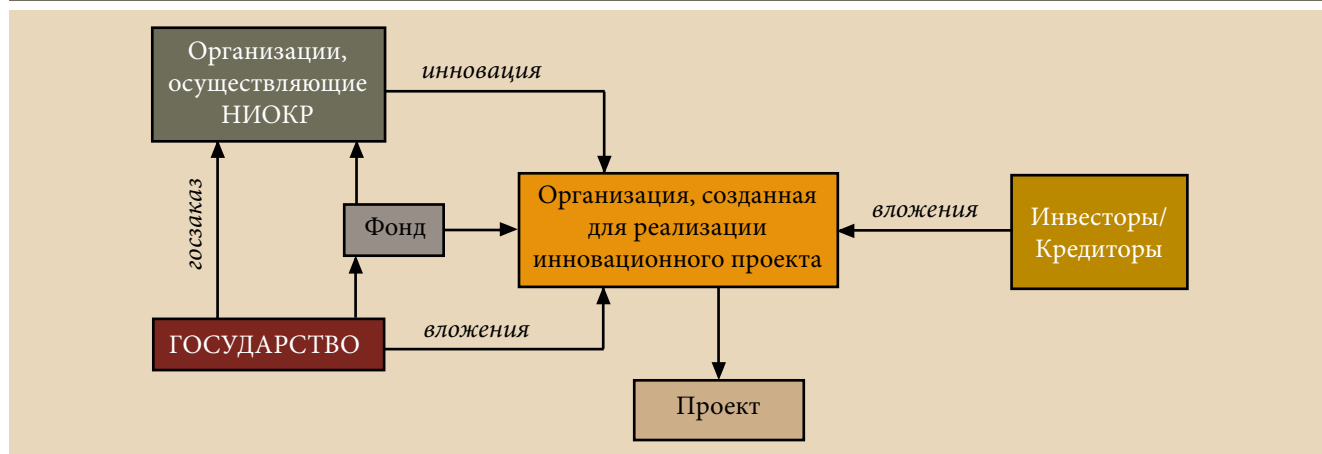 Организации,
осуществляющие
НИОКР
инновация
госзаказ
Фонд
Организация, созданная
для реализации
инновационного проекта
вложения
Инвесторы/
Кредиторы
ГОСУДАРСТВО
вложения
Проект